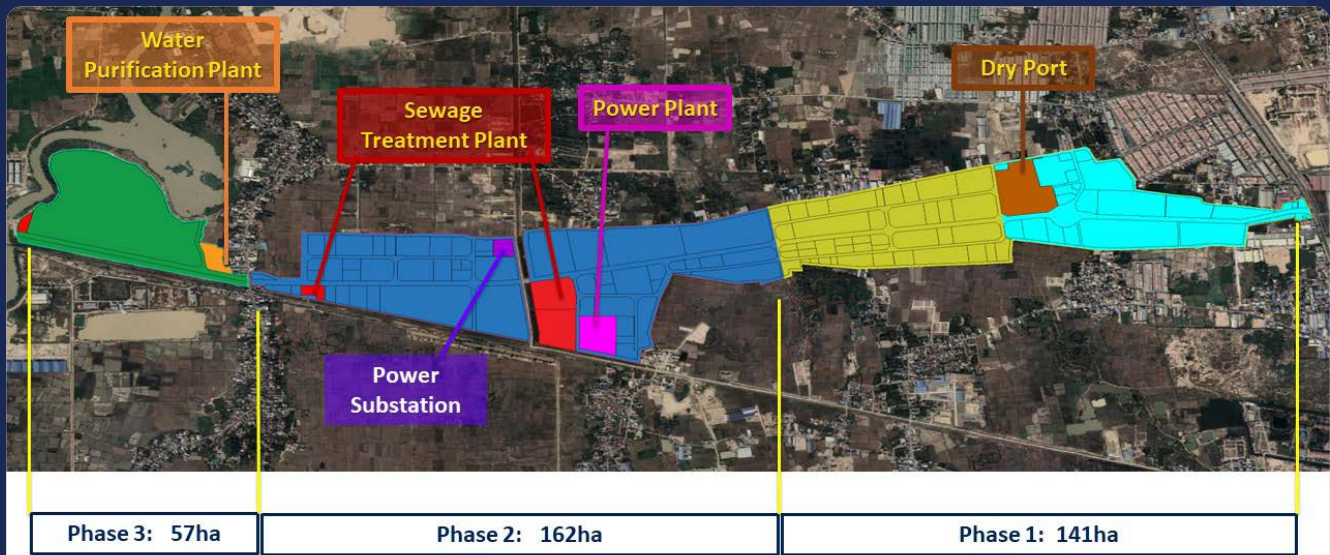 Water
Purification Plant
Sewage
Treatment Plant
Power Plant
Dry Port
Power
Substation
Phase 3: 57ha
Phase 2: 162ha
Phase 1: 141ha